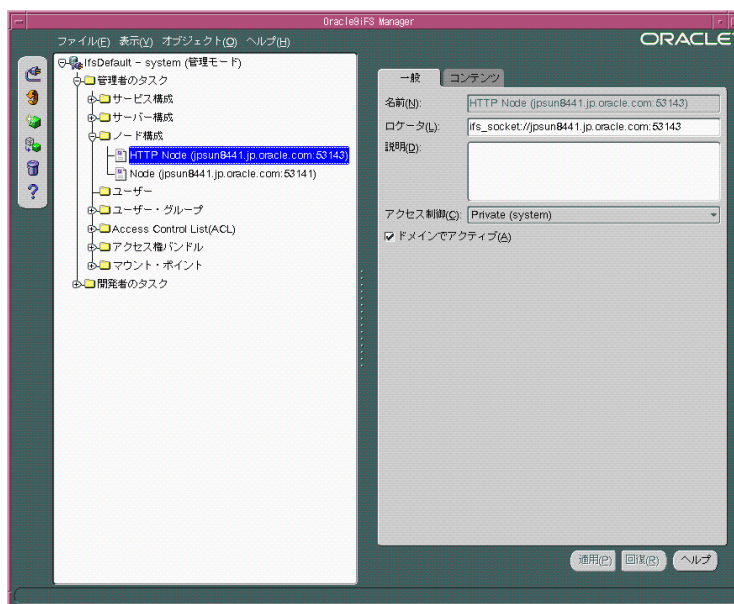 Oracle9iFS Manager
ファイル(E) 表示(V) オブジェクト(O) ヘルプ(H)
ORACLE
IfsDefault - system (管理モード)
管理者のタスク
サービス構成
サーバー構成
ノード構成
HTTP Node (jpsun8441.jp.oracle.com:53143)
Node (jpsun8441.jp.oracle.com:53141)
ユーザー
ユーザー・グループ
Access Control List(ACL)
アクセス権バンドル
マウント・ポイント
開発者のタスク
一般 コンテンツ
名前(N): HTTP Node (jpsun8441.jp.oracle.com:53143)
ロケータ(L): ifs_socket://jpsun8441.jp.oracle.com:53143
説明(D):
アクセス制御(C): Private (system)
ドメインでアクティブ(A)
適用(P) 回復(R) ヘルプ